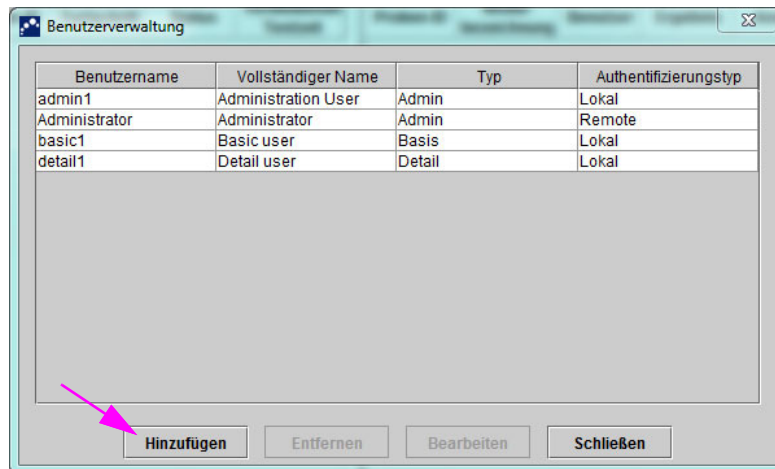 Benutzerverwaltung
Benutzername Vollständiger Name Typ Authentifizierungstyp
admin1 Administration User Admin Lokal
Administrator Administrator Admin Remote
basic1 Basic user Basis Lokal
detail1 Detail user Detail Lokal
Hinzufügen Entfernen Bearbeiten Schließen